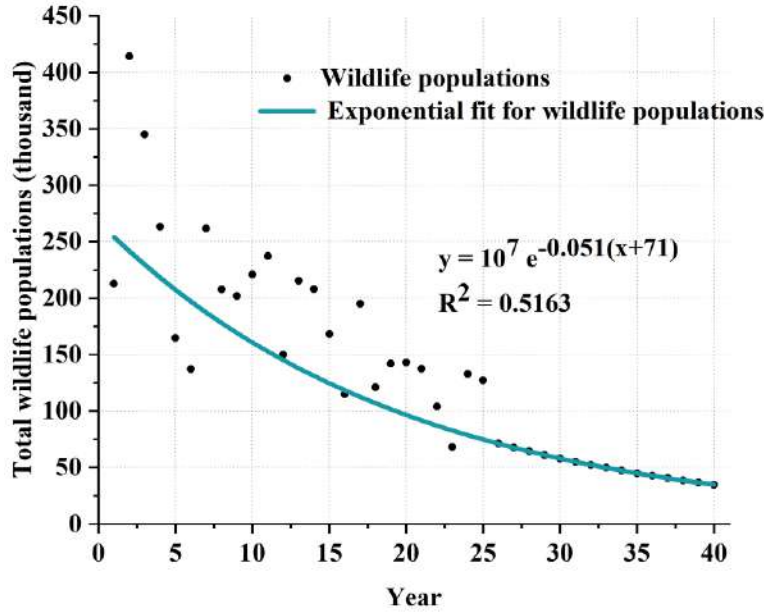 450
400
350
300
250
200
150
100
50
0
Total wildlife populations (thousand)
Wildlife populations
Exponential fit for wildlife populations
y = 10^7 e^-0.051(x+71)
R^2 = 0.5163
0 5 10 15 20 25 30 35 40
Year